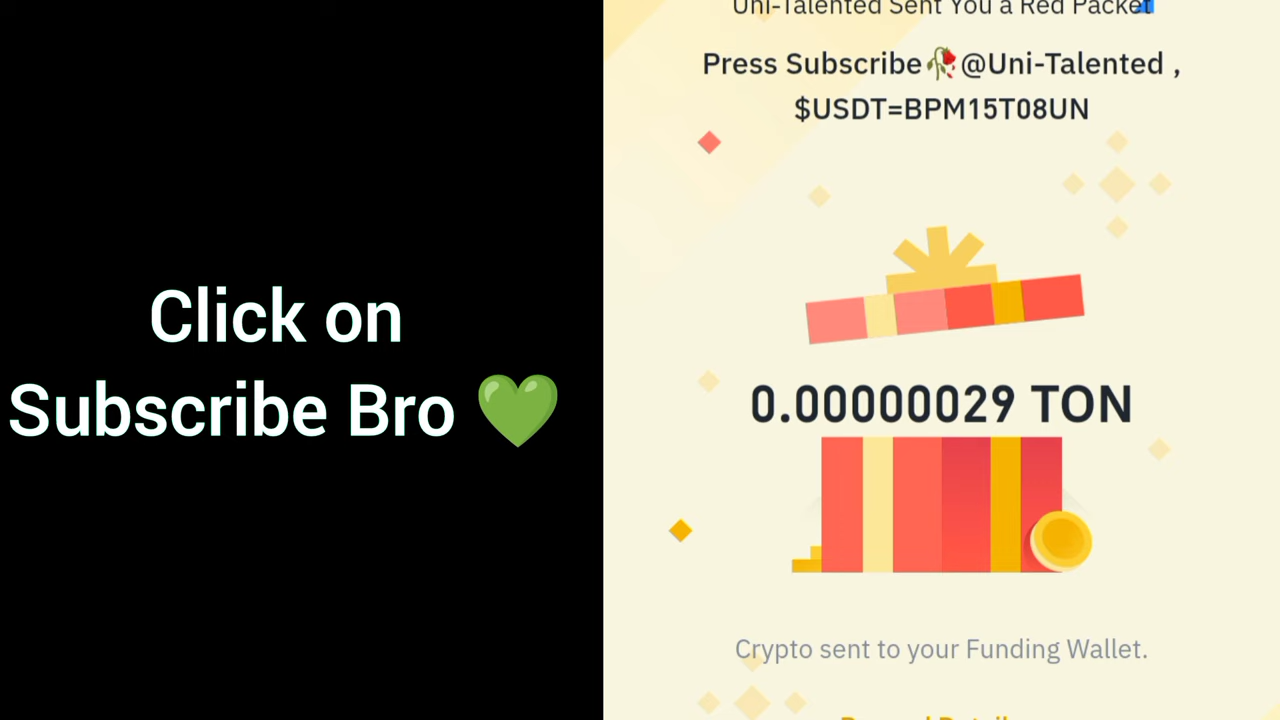 Click on
Subscribe Bro 💚
Uni-Talented Sent You a Red Packet
Press Subscribe🥀@Uni-Talented ,
$USDT=BPM15T08UN
0.00000029 TON
Crypto sent to your Funding Wallet.